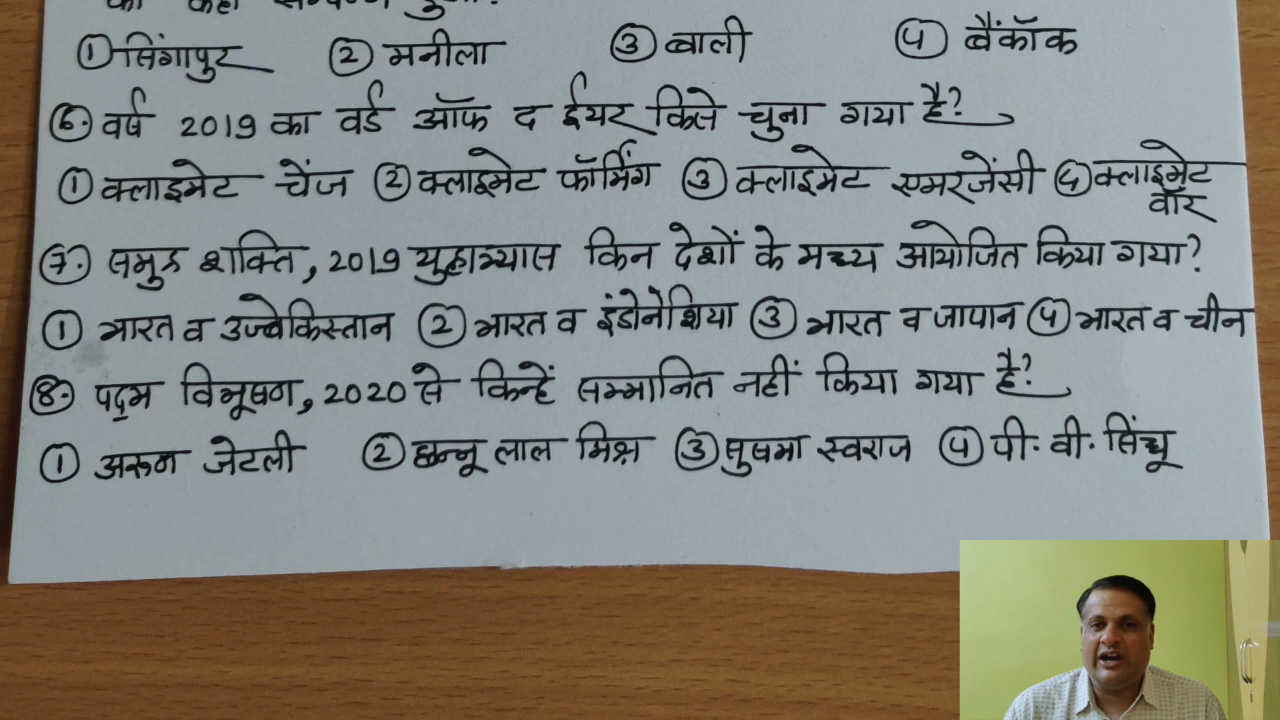 ① सिंगापुर ② मनीला ③ बाली ④ बैंकॉक
⑥. वर्ष 2019 का वर्ड ऑफ द ईयर किसे चुना गया है?
① क्लाइमेट चेंज ② क्लाइमेट फॉर्मिंग ③ क्लाइमेट एमरजेंसी ④ क्लाइमेट
वॉर
⑦. समुद्र शक्ति, 2019 युद्धाभ्यास किन देशों के मध्य आयोजित किया गया?
① भारत व उज्वेकिस्तान ② भारत व इंडोनेशिया ③ भारत व जापान ④ भारत व चीन
⑧. पद्म विभूषण, 2020 से किन्हें सम्मानित नहीं किया गया है?
① अरुण जेटली ② छन्नू लाल मिश्र ③ सुषमा स्वराज ④ पी. वी. सिंधू